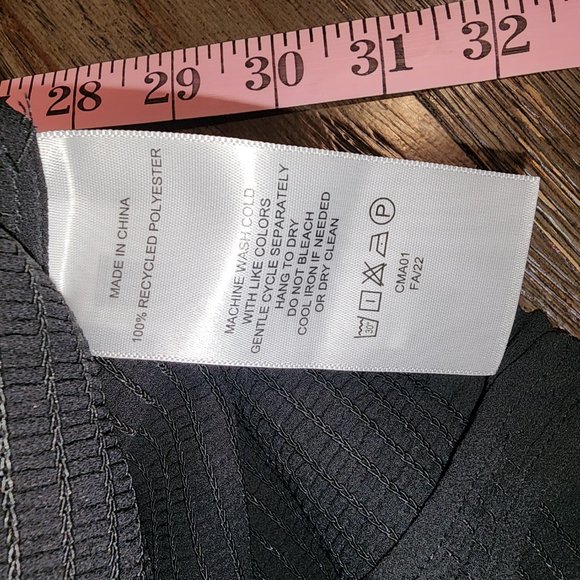 28 29 30 31 32
MADE IN CHINA
100% RECYCLED POLYESTER
MACHINE WASH COLD
WITH LIKE COLORS
GENTLE CYCLE SEPARATELY
HANG TO DRY
DO NOT BLEACH
COOL IRON IF NEEDED
OR DRY CLEAN
30° P
CMA01
FA/22